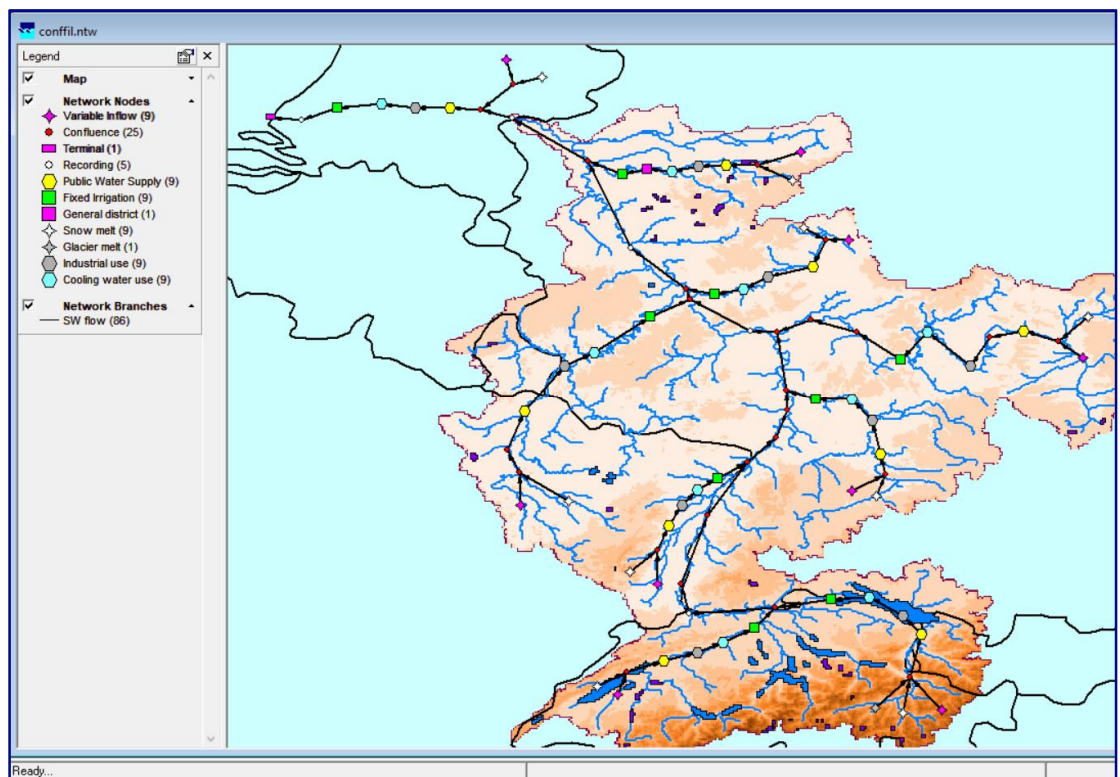 conffil.ntw
Legend
Map
Network Nodes
Variable Inflow (9)
Confluence (25)
Terminal (1)
Recording (5)
Public Water Supply (9)
Fixed Irrigation (9)
General district (1)
Snow melt (9)
Glacier melt (1)
Industrial use (9)
Cooling water use (9)
Network Branches
SW flow (86)
Ready...